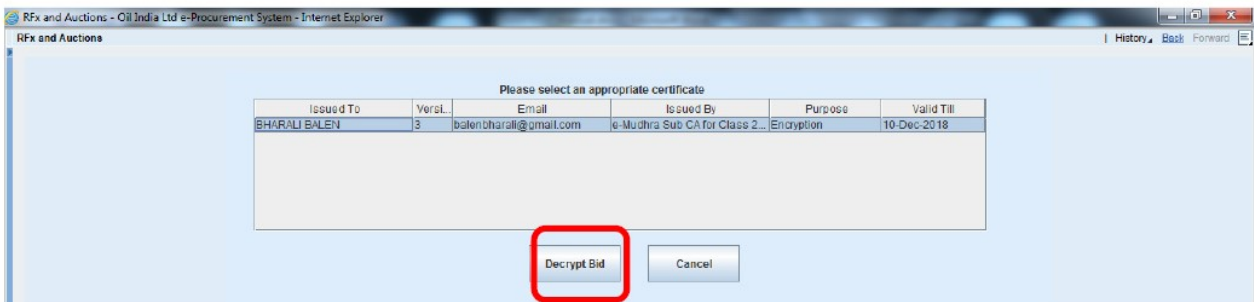 RFx and Auctions - Oil India Ltd e-Procurement System - Internet Explorer
RFx and Auctions
History Back Forward
Please select an appropriate certificate
Issued To Versi... Email Issued By Purpose Valid Till
BHARALI BALEN 3 balenbharali@gmail.com e-Mudhra Sub CA for Class 2... Encryption 10-Dec-2018
Decrypt Bid Cancel